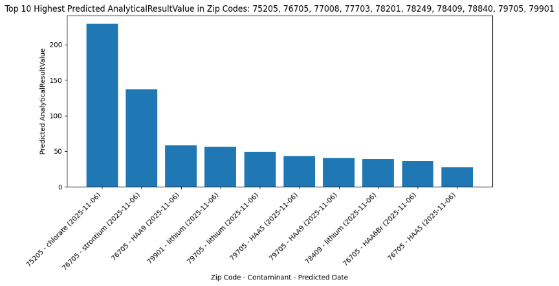 Top 10 Highest Predicted AnalyticalResultValue in Zip Codes: 75205, 76705, 77008, 77703, 78201, 78249, 78409, 78840, 79705, 79901
Predicted AnalyticalResultValue
200
150
100
50
0
75205 - chlorate (2025-11-06)
76705 - strontium (2025-11-06)
76705 - HAA9 (2025-11-06)
79901 - lithium (2025-11-06)
79705 - lithium (2025-11-06)
79705 - HAA5 (2025-11-06)
79705 - HAA9 (2025-11-06)
78409 - lithium (2025-11-06)
76705 - HAA6Br (2025-11-06)
76705 - HAA5 (2025-11-06)
Zip Code - Contaminant - Predicted Date